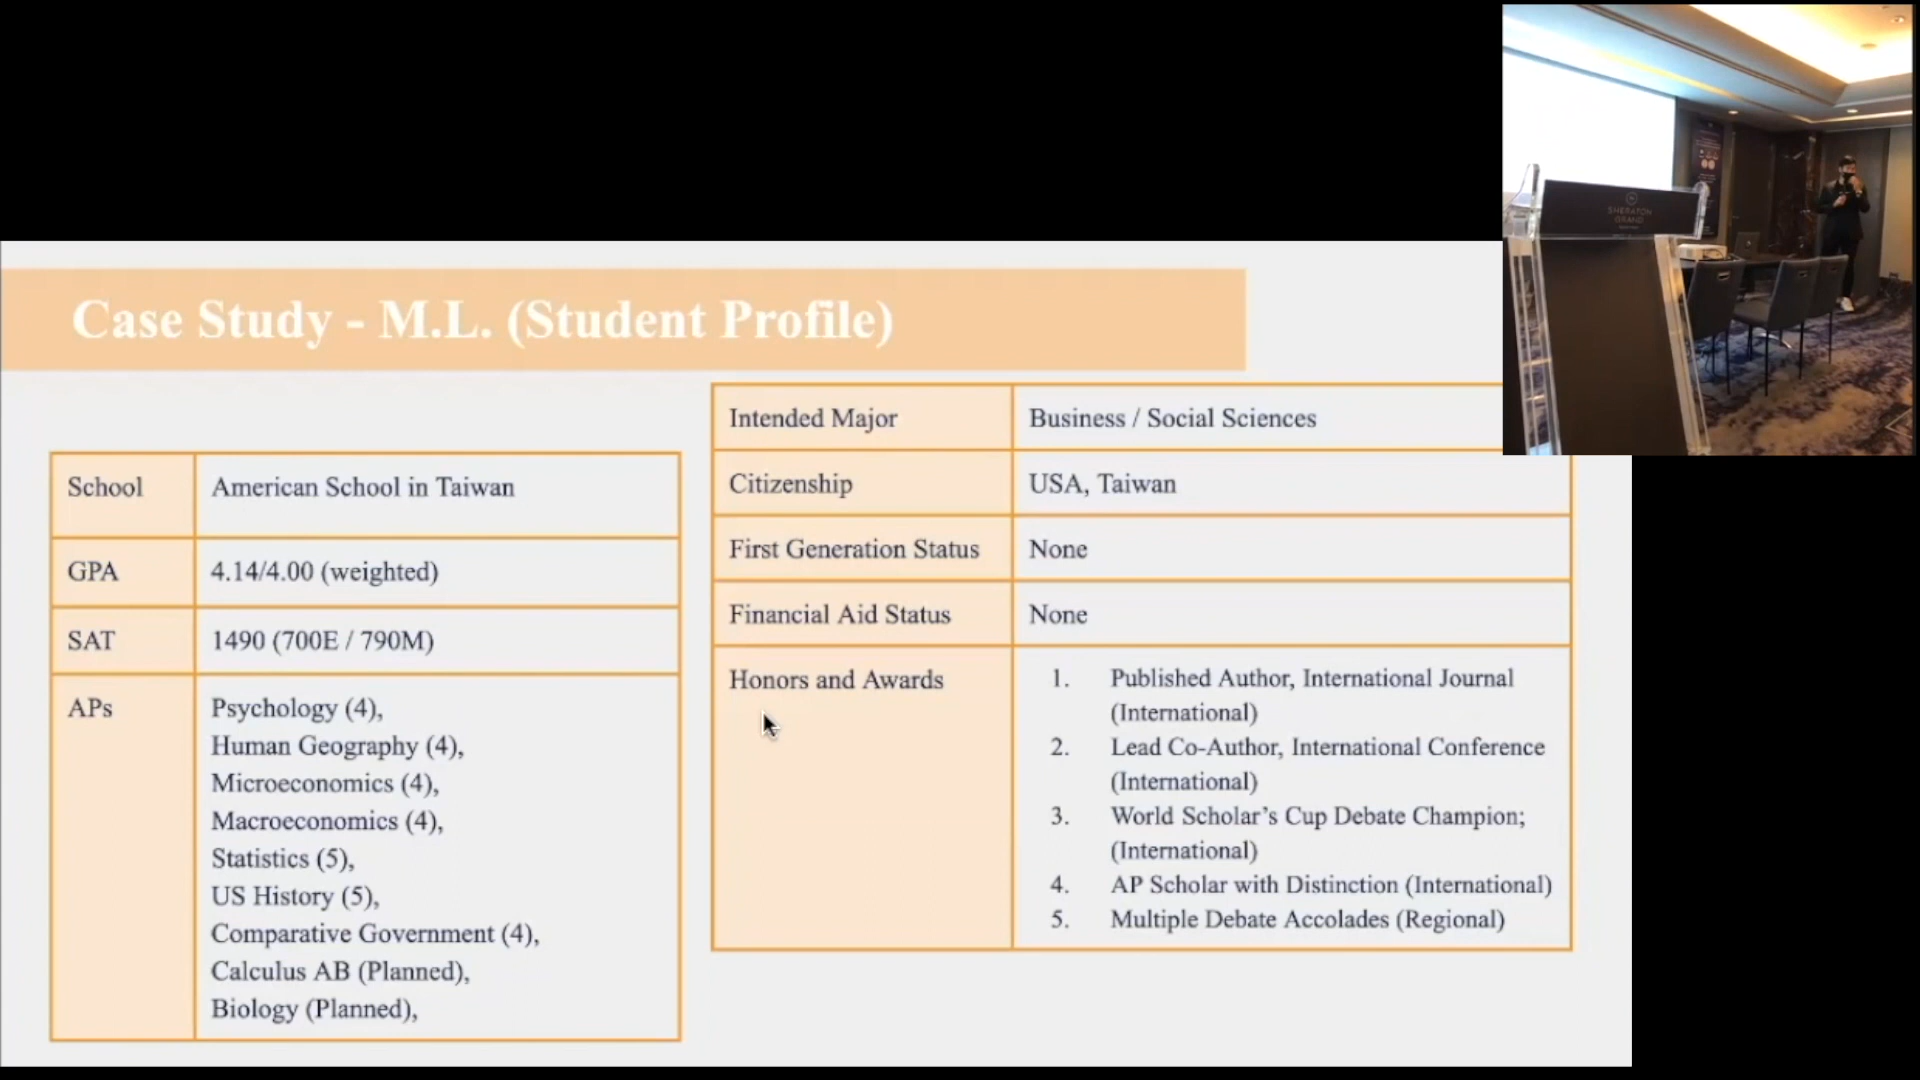 Case Study - M.L. (Student Profile)
School
American School in Taiwan
GPA
4.14/4.00 (weighted)
SAT
1490 (700E / 790M)
APs
Psychology (4),
Human Geography (4),
Microeconomics (4),
Macroeconomics (4),
Statistics (5),
US History (5),
Comparative Government (4),
Calculus AB (Planned),
Biology (Planned),
Intended Major
Business / Social Sciences
Citizenship
USA, Taiwan
First Generation Status
None
Financial Aid Status
None
Honors and Awards
1. Published Author, International Journal
(International)
2. Lead Co-Author, International Conference
(International)
3. World Scholar's Cup Debate Champion;
(International)
4. AP Scholar with Distinction (International)
5. Multiple Debate Accolades (Regional)
SHERATON
GRAND